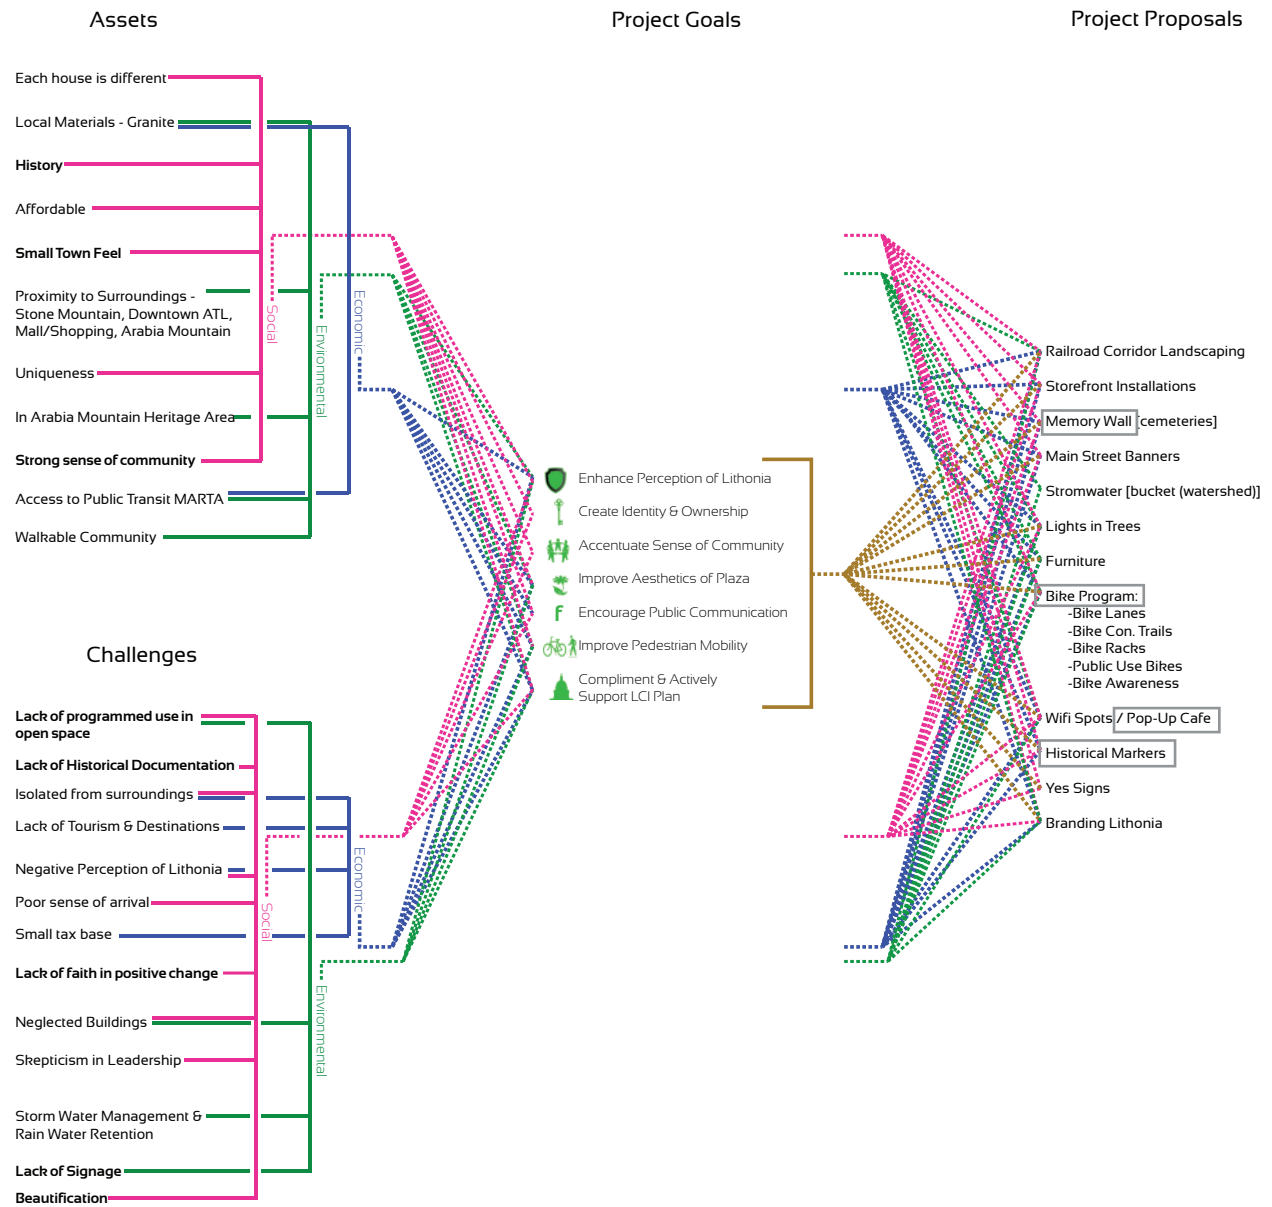 Assets
Each house is different
Local Materials - Granite
History
Affordable
Small Town Feel
Proximity to Surroundings -
Stone Mountain, Downtown ATL,
Mall/Shopping, Arabia Mountain
Uniqueness
In Arabia Mountain Heritage Area
Strong sense of community
Access to Public Transit MARTA
Walkable Community
Social
Environmental
Economic
Challenges
Lack of programmed use in
open space
Lack of Historical Documentation
Isolated from surroundings
Lack of Tourism & Destinations
Negative Perception of Lithonia
Poor sense of arrival
Small tax base
Lack of faith in positive change
Neglected Buildings
Skepticism in Leadership
Storm Water Management &
Rain Water Retention
Lack of Signage
Beautification
Social
Environmental
Economic
Project Goals
Enhance Perception of Lithonia
Create Identity & Ownership
Accentuate Sense of Community
Improve Aesthetics of Plaza
f Encourage Public Communication
Improve Pedestrian Mobility
Compliment & Actively
Support LCI Plan
Project Proposals
Railroad Corridor Landscaping
Storefront Installations
Memory Wall [cemeteries]
Main Street Banners
Stromwater [bucket (watershed)]
Lights in Trees
Furniture
Bike Program:
-Bike Lanes
-Bike Con. Trails
-Bike Racks
-Public Use Bikes
-Bike Awareness
Wifi Spots / Pop-Up Cafe
Historical Markers
Yes Signs
Branding Lithonia